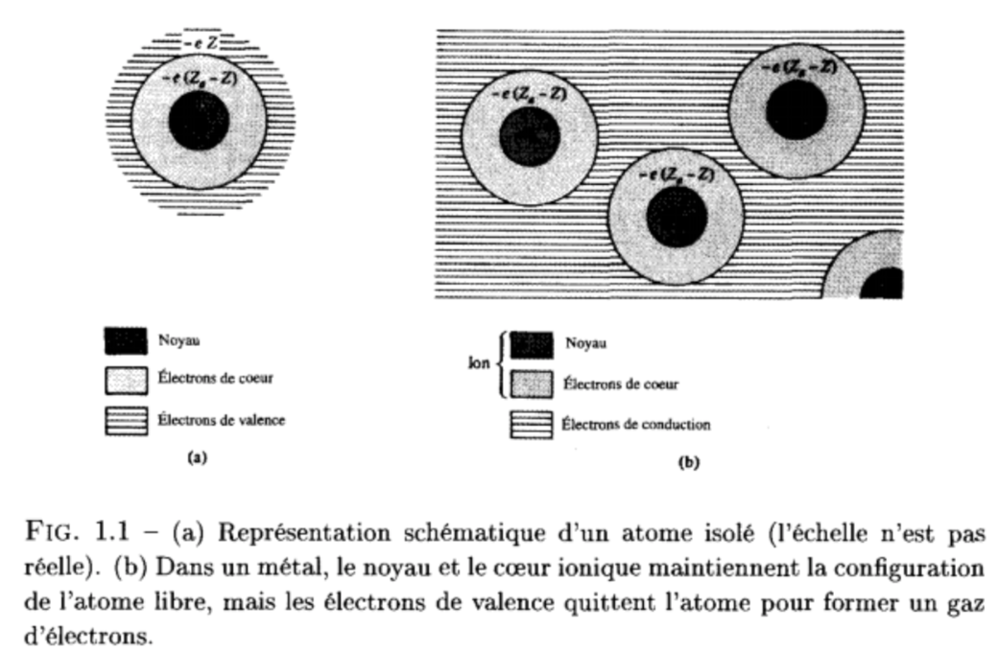 -e Z
-e (Zₐ - Z)
-e (Zₐ - Z)
-e (Zₐ - Z)
-e (Zₐ - Z)
Noyau
Électrons de coeur
Électrons de valence
(a)
Ion
Noyau
Électrons de coeur
Électrons de conduction
(b)
FIG. 1.1 – (a) Représentation schématique d'un atome isolé (l'échelle n'est pas
réelle). (b) Dans un métal, le noyau et le cœur ionique maintiennent la configuration
de l'atome libre, mais les électrons de valence quittent l'atome pour former un gaz
d'électrons.